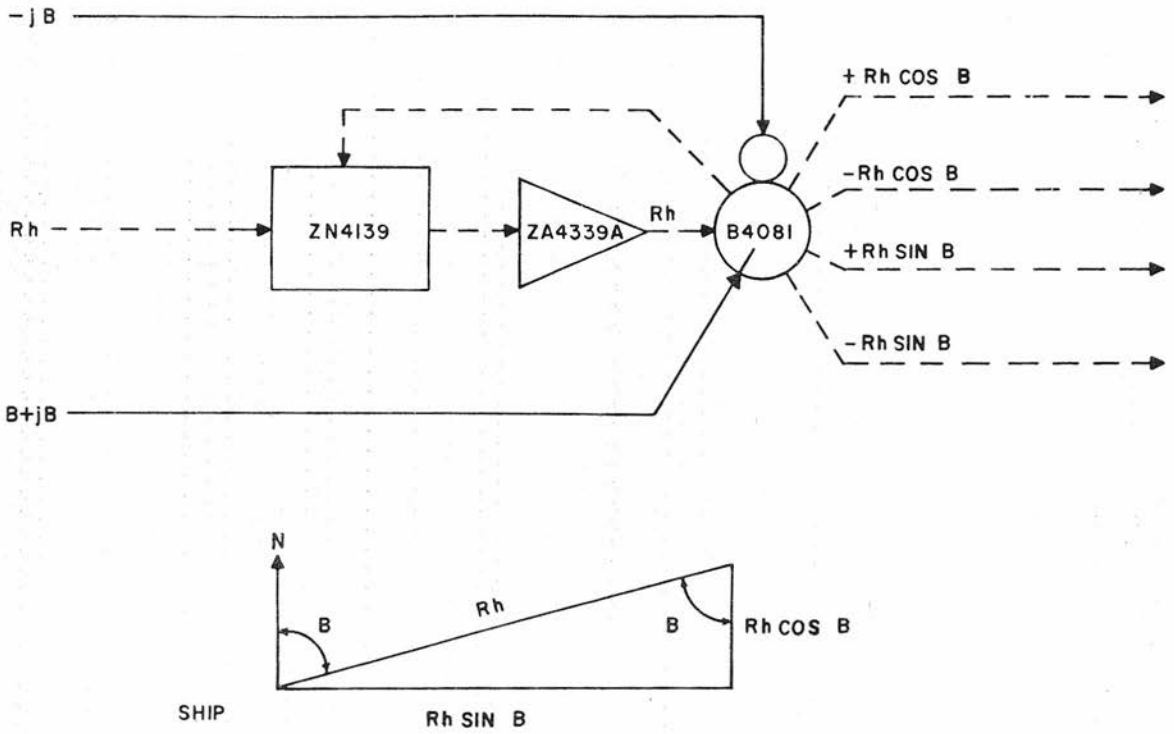 -jB
+Rh COS B
-Rh COS B
Rh
ZN4139
ZA4339A
Rh
B4081
+Rh SIN B
-Rh SIN B
B+jB
N
B
Rh
B
Rh COS B
SHIP
Rh SIN B